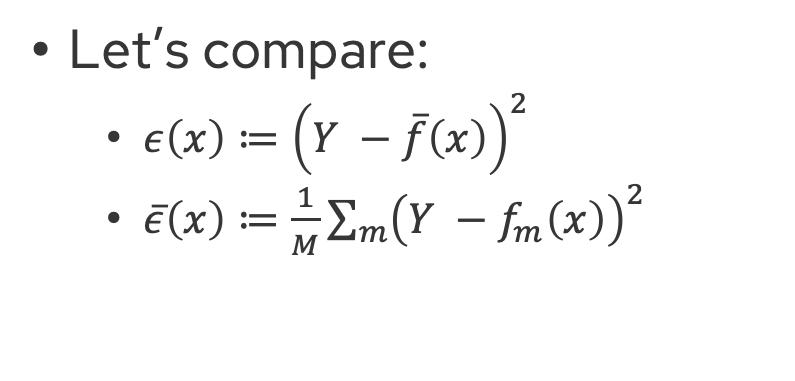 • Let's compare:
• ϵ(x) ≔ (Y − f̄(x))²
• ϵ̄(x) ≔ 1/M ∑ₘ(Y − fₘ(x))²